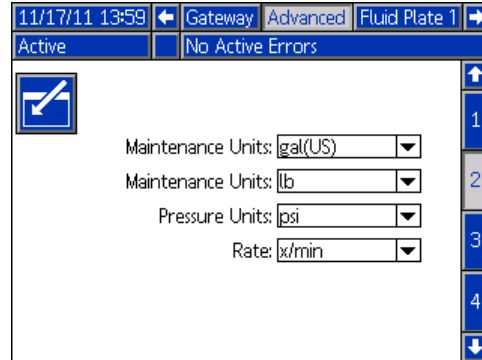 11/17/11 13:59 Gateway Advanced Fluid Plate 1
Active No Active Errors
Maintenance Units: gal(US)
Maintenance Units: lb
Pressure Units: psi
Rate: x/min
1
2
3
4